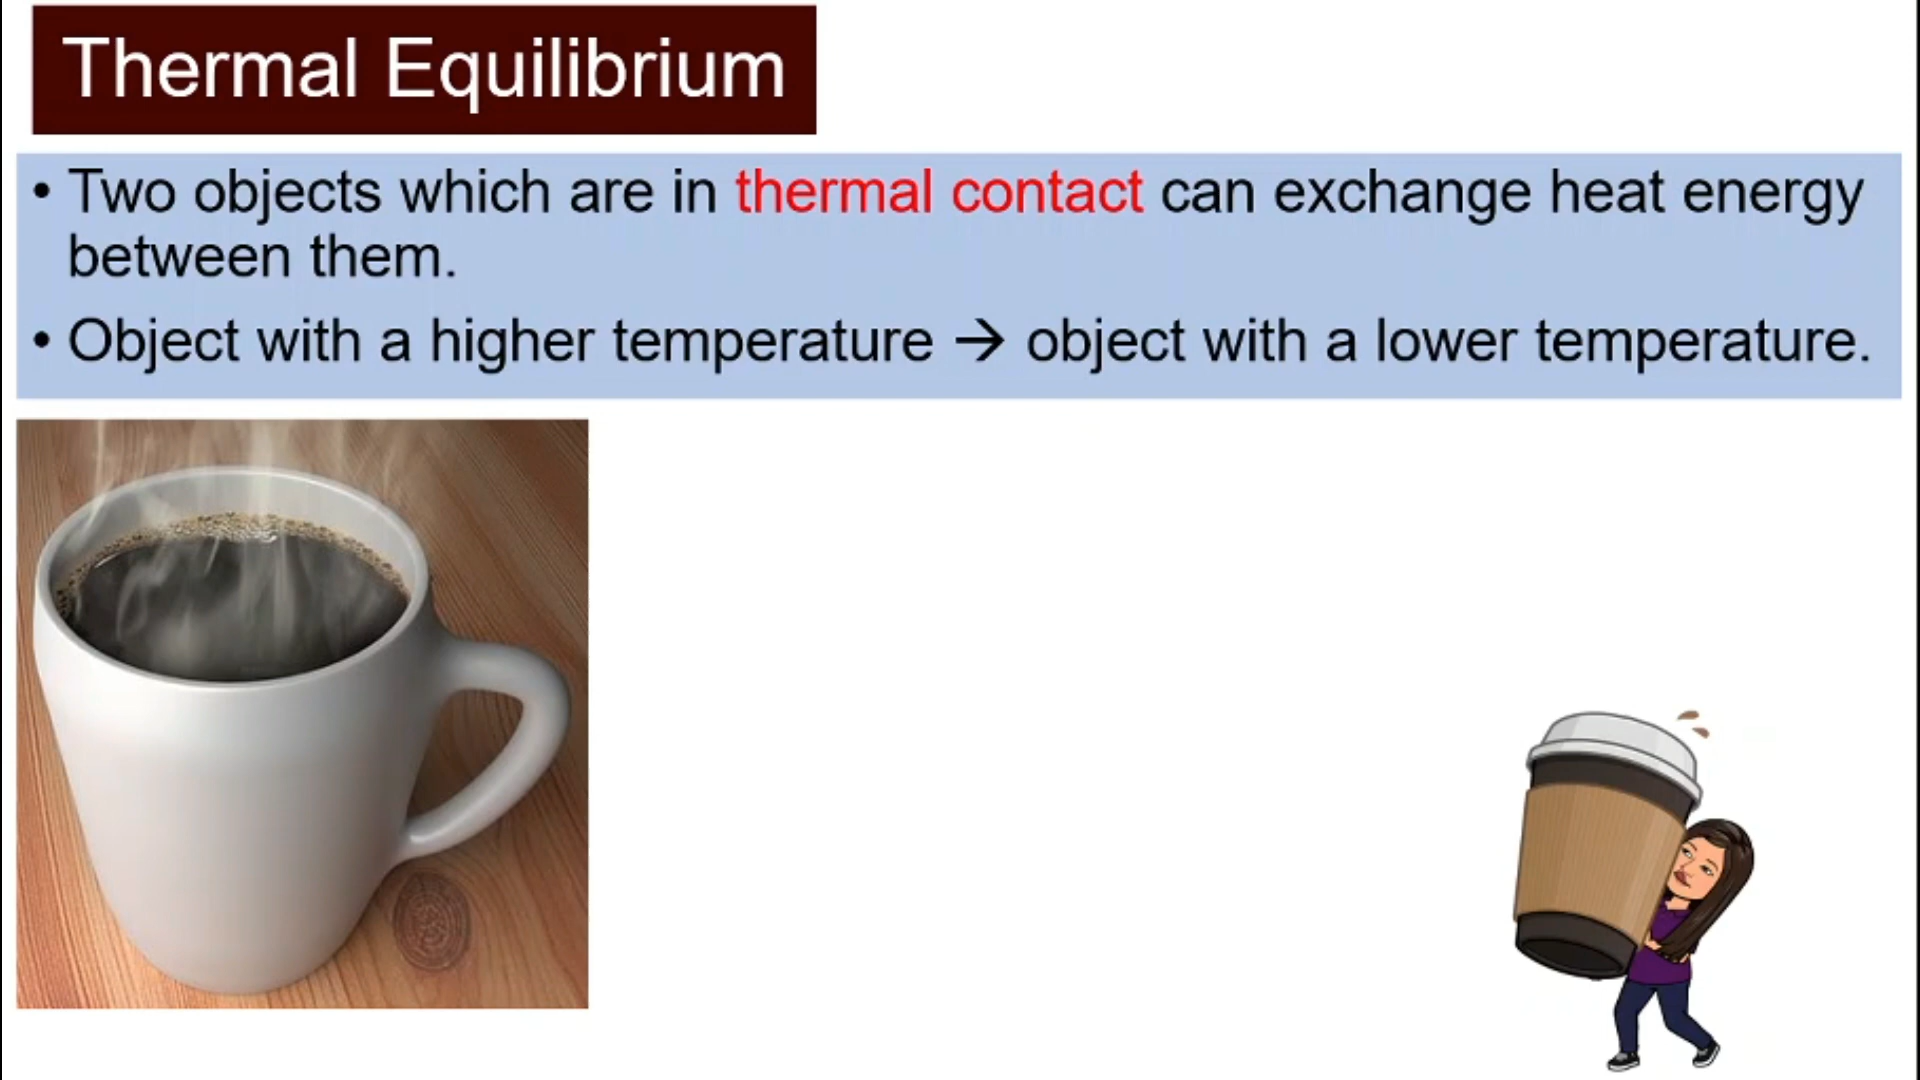 Thermal Equilibrium
• Two objects which are in thermal contact can exchange heat energy
between them.
• Object with a higher temperature → object with a lower temperature.